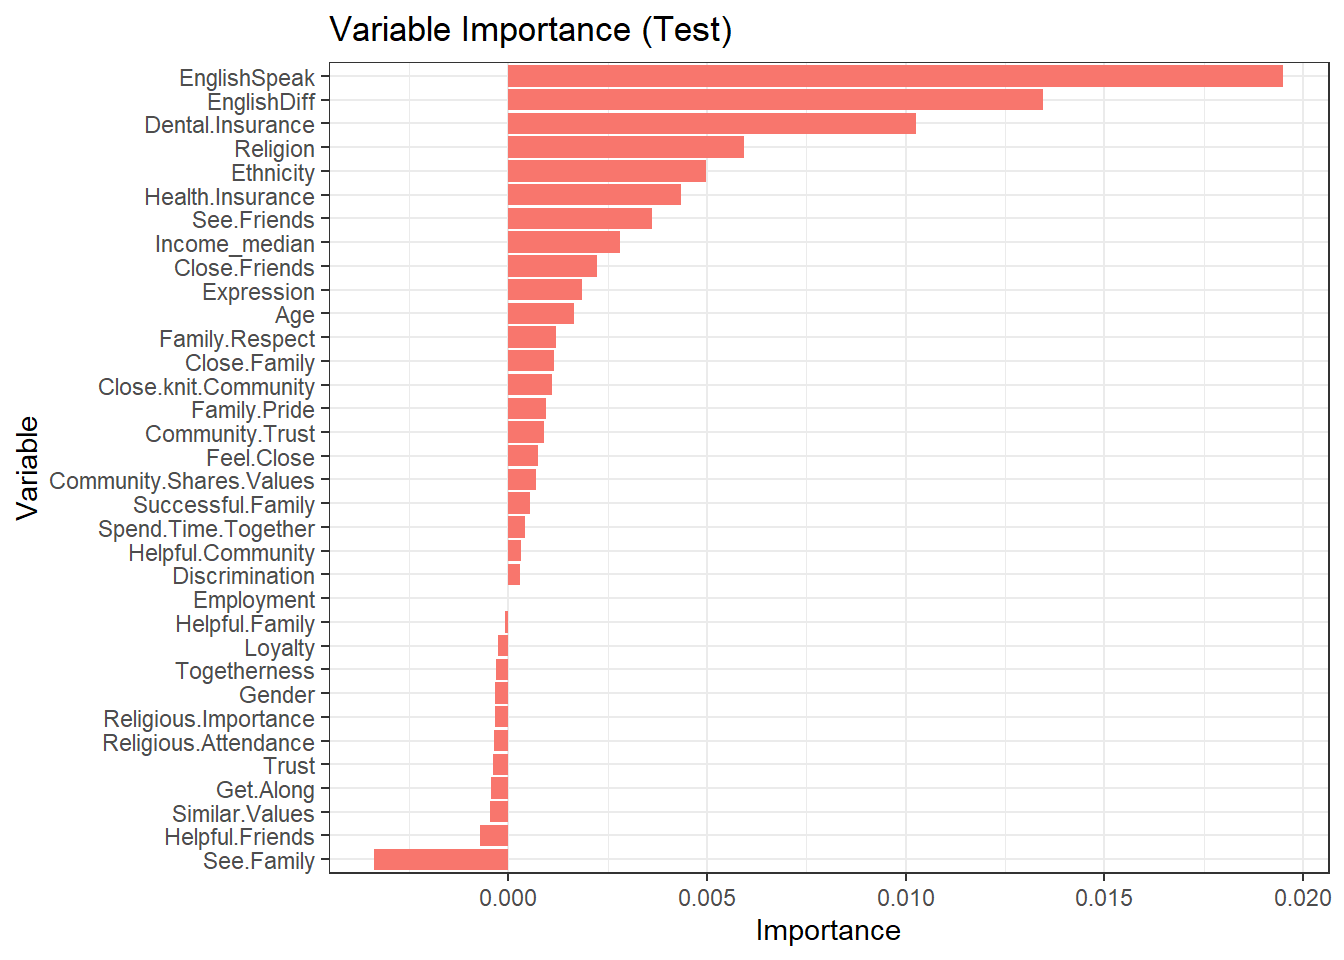 Variable Importance (Test)
EnglishSpeak
EnglishDiff
Dental.Insurance
Religion
Ethnicity
Health.Insurance
See.Friends
Income_median
Close.Friends
Expression
Age
Family.Respect
Close.Family
Close.knit.Community
Family.Pride
Community.Trust
Feel.Close
Community.Shares.Values
Successful.Family
Spend.Time.Together
Helpful.Community
Discrimination
Employment
Helpful.Family
Loyalty
Togetherness
Gender
Religious.Importance
Religious.Attendance
Trust
Get.Along
Similar.Values
Helpful.Friends
See.Family
Variable
0.000 0.005 0.010 0.015 0.020
Importance